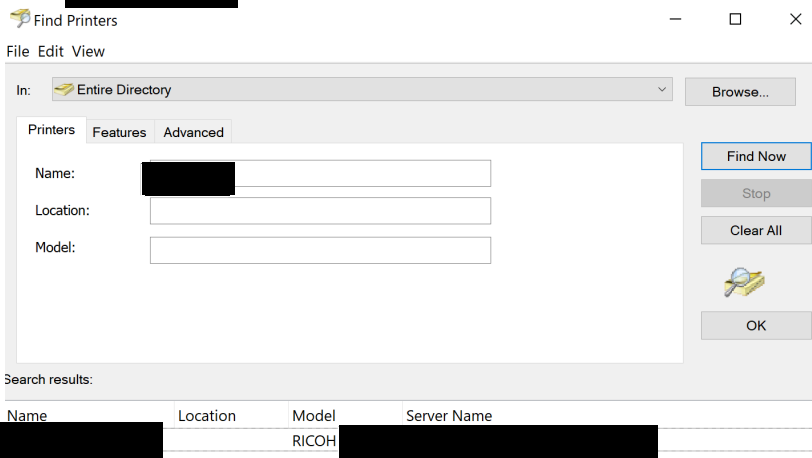 Find Printers
File Edit View
In: Entire Directory Browse...
Printers Features Advanced
Name:
Location:
Model:
Find Now
Stop
Clear All
OK
Search results:
Name Location Model Server Name
RICOH